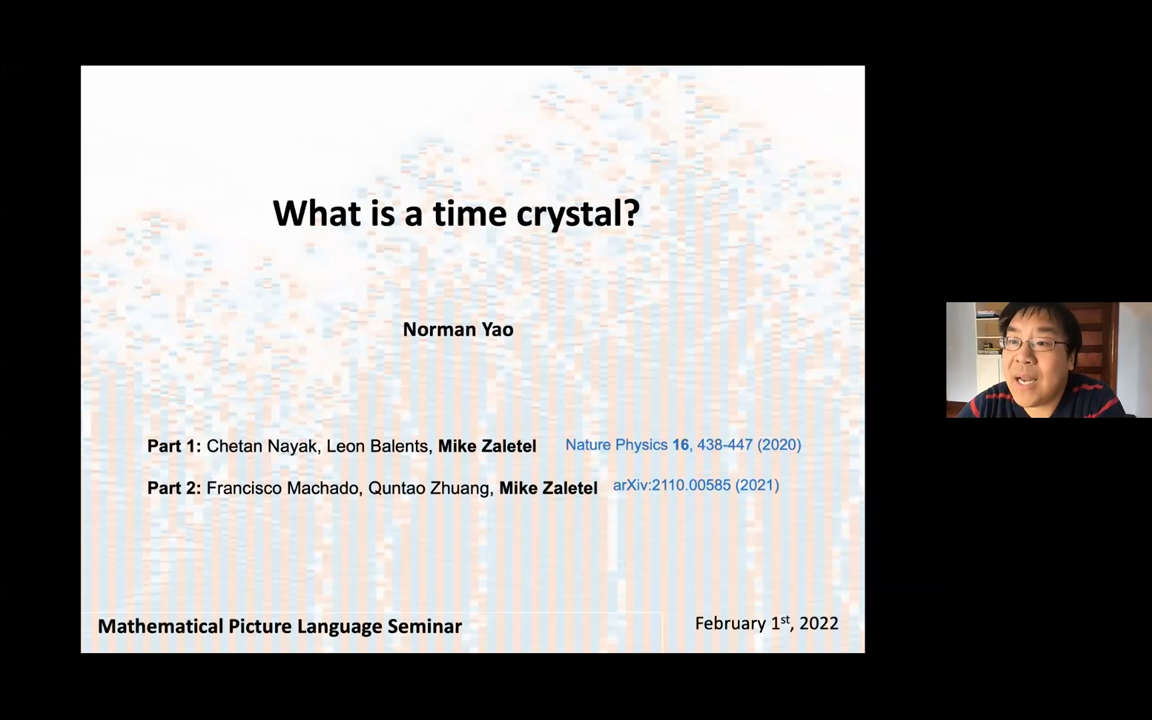 What is a time crystal?
Norman Yao
Part 1: Chetan Nayak, Leon Balents, Mike Zaletel Nature Physics 16, 438-447 (2020)
Part 2: Francisco Machado, Quntao Zhuang, Mike Zaletel arXiv:2110.00585 (2021)
Mathematical Picture Language Seminar February 1st, 2022